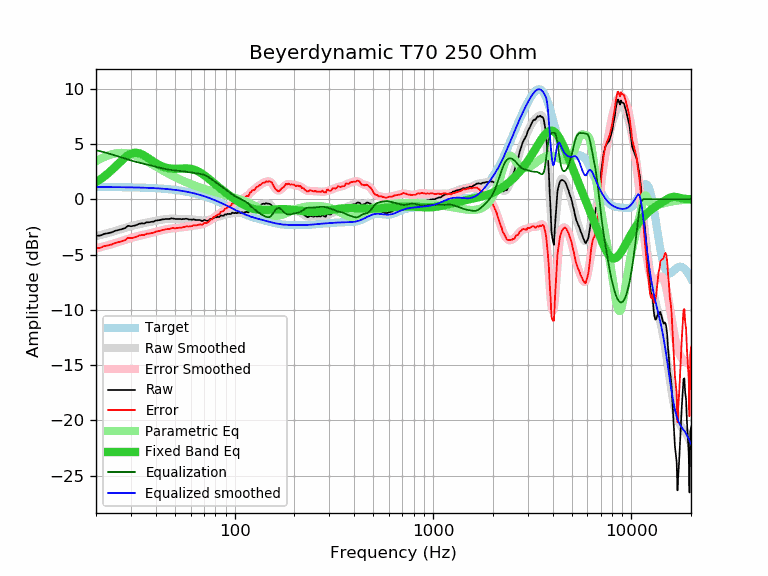 Beyerdynamic T70 250 Ohm
Amplitude (dBr)
10
5
0
−5
−10
−15
−20
−25
Target
Raw Smoothed
Error Smoothed
Raw
Error
Parametric Eq
Fixed Band Eq
Equalization
Equalized smoothed
100
1000
10000
Frequency (Hz)